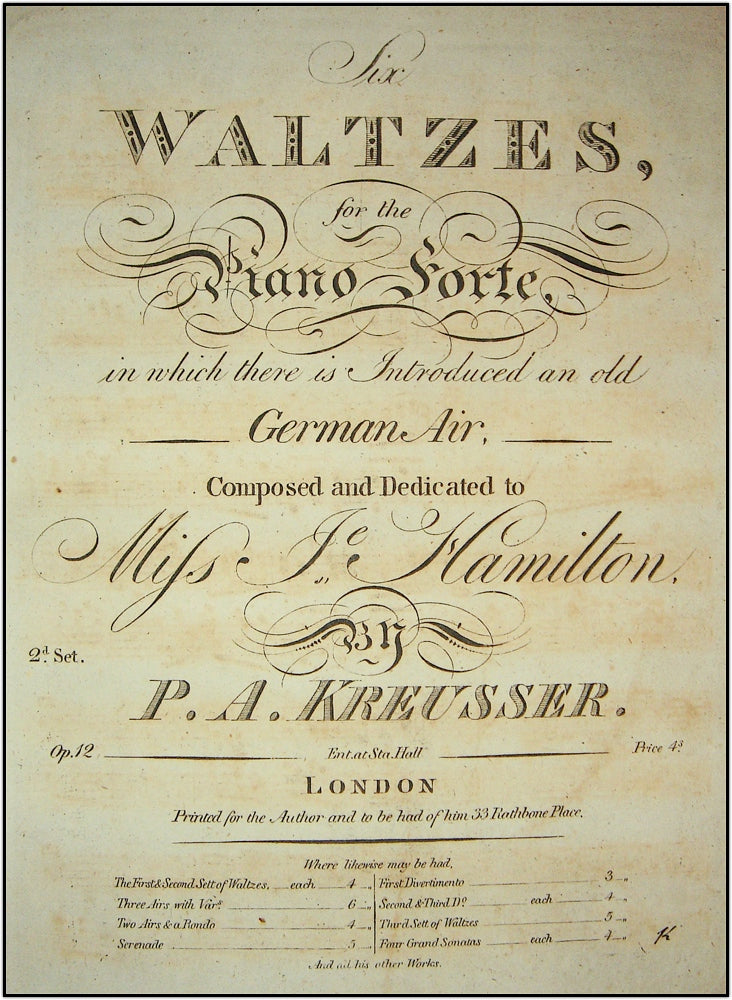 Six
WALTZES,
for the
Piano Forte,
in which there is Introduced an old
German Air,
Composed and Dedicated to
Miſs Je Hamilton.
BY
2d. Set.
P. A. KREUSSER.
Op.12 Ent. at Sta. Hall Price 4s
LONDON
Printed for the Author and to be had of him 33 Rathbone Place.
Where likewise may be had,
The First & Second Sett of Waltzes, each 4 „ First Divertimento 3 „
Three Airs with Vars. 6 „ Second & Third Do. each 4 „
Two Airs & a Rondo 4 „ Third Sett of Waltzes 5 „
Serenade 5 „ Four Grand Sonatas each 4 „
And all his other Works.